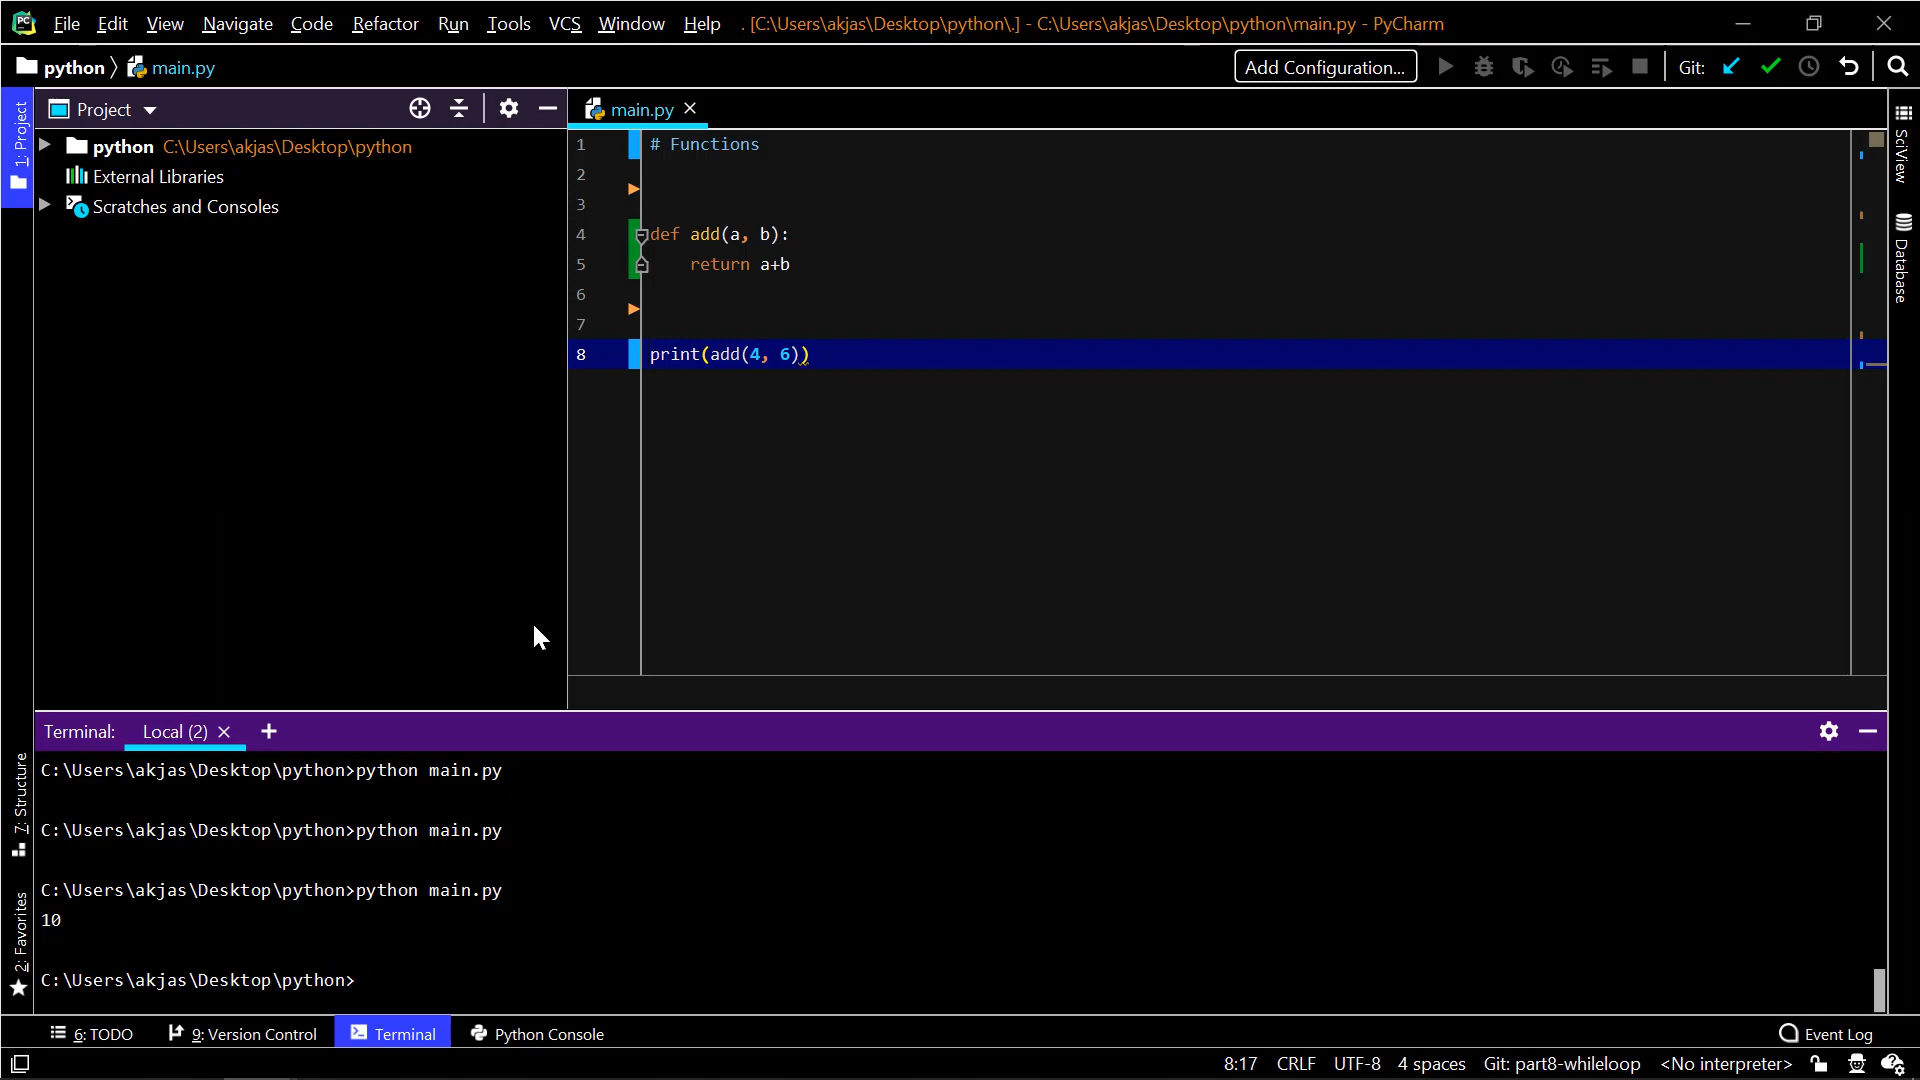 PC File Edit View Navigate Code Refactor Run Tools VCS Window Help . [C:\Users\akjas\Desktop\python\.] - C:\Users\akjas\Desktop\python\main.py - PyCharm
python main.py Add Configuration... Git:
Project
main.py
1: Project
python C:\Users\akjas\Desktop\python
External Libraries
Scratches and Consoles
1 # Functions
2
3
4 def add(a, b):
5     return a+b
6
7
8 print(add(4, 6))
SciView
Database
Terminal: Local (2) +
C:\Users\akjas\Desktop\python>python main.py
C:\Users\akjas\Desktop\python>python main.py
C:\Users\akjas\Desktop\python>python main.py
10
C:\Users\akjas\Desktop\python>
7: Structure
2: Favorites
6: TODO 9: Version Control Terminal Python Console Event Log
8:17 CRLF UTF-8 4 spaces Git: part8-whileloop <No interpreter>